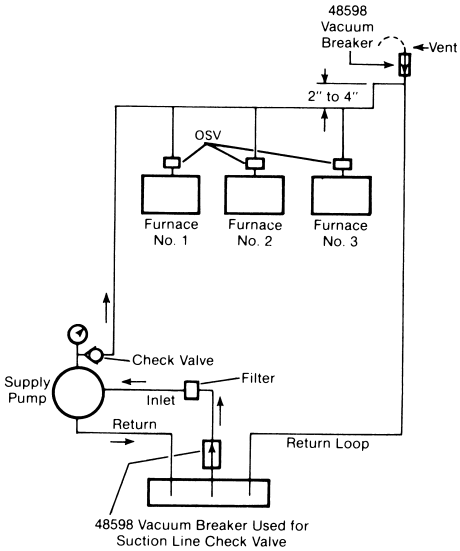 48598
Vacuum
Breaker
Vent
2" to 4"
OSV
Furnace
No. 1
Furnace
No. 2
Furnace
No. 3
Check Valve
Supply
Pump
Filter
Inlet
Return
Return Loop
48598 Vacuum Breaker Used for
Suction Line Check Valve